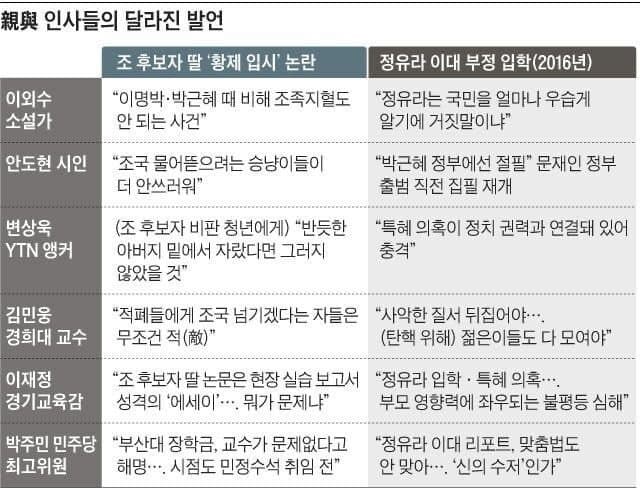 親與 인사들의 달라진 발언
조 후보자 딸 ‘황제 입시’ 논란
정유라 이대 부정 입학(2016년)
이외수
소설가
“이명박·박근혜 때 비해 조족지혈도
안 되는 사건”
“정유라는 국민을 얼마나 우습게
알기에 거짓말이냐”
안도현 시인
“조국 물어뜯으려는 승냥이들이
더 안쓰러워”
“박근혜 정부에선 절필” 문재인 정부
출범 직전 집필 재개
변상욱
YTN 앵커
(조 후보자 비판 청년에게) “반듯한
아버지 밑에서 자랐다면 그러지
않았을 것”
“특혜 의혹이 정치 권력과 연결돼 있어
충격”
김민웅
경희대 교수
“적폐들에게 조국 넘기겠다는 자들은
무조건 적(敵)”
“사악한 질서 뒤집어야….
(탄핵 위해) 젊은이들도 다 모여야”
이재정
경기교육감
“조 후보자 딸 논문은 현장 실습 보고서
성격의 ‘에세이’…. 뭐가 문제냐”
“정유라 입학·특혜 의혹….
부모 영향력에 좌우되는 불평등 심해”
박주민 민주당
최고위원
“부산대 장학금, 교수가 문제없다고
해명…. 시점도 민정수석 취임 전”
“정유라 이대 리포트, 맞춤법도
안 맞아…. ‘신의 수저’인가”